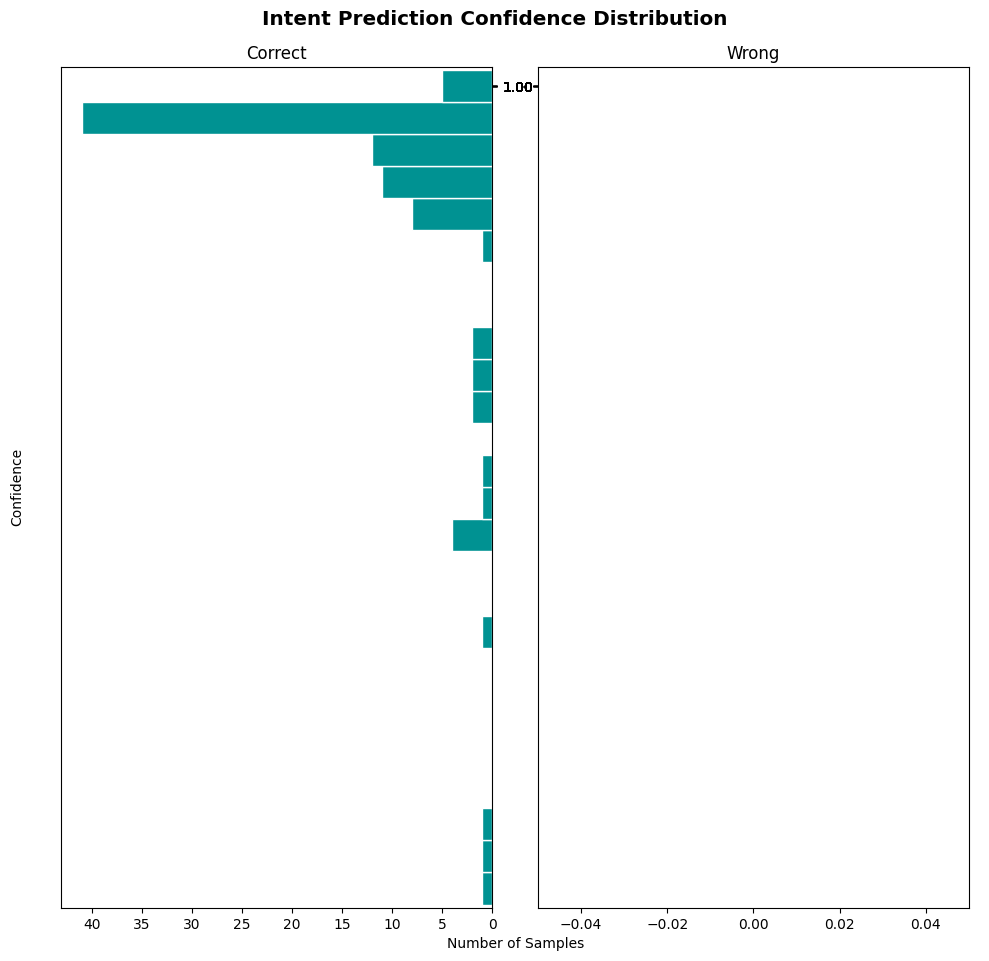 Intent Prediction Confidence Distribution
Correct
Wrong
1.00
Confidence
40 35 30 25 20 15 10 5 0
−0.04 −0.02 0.00 0.02 0.04
Number of Samples